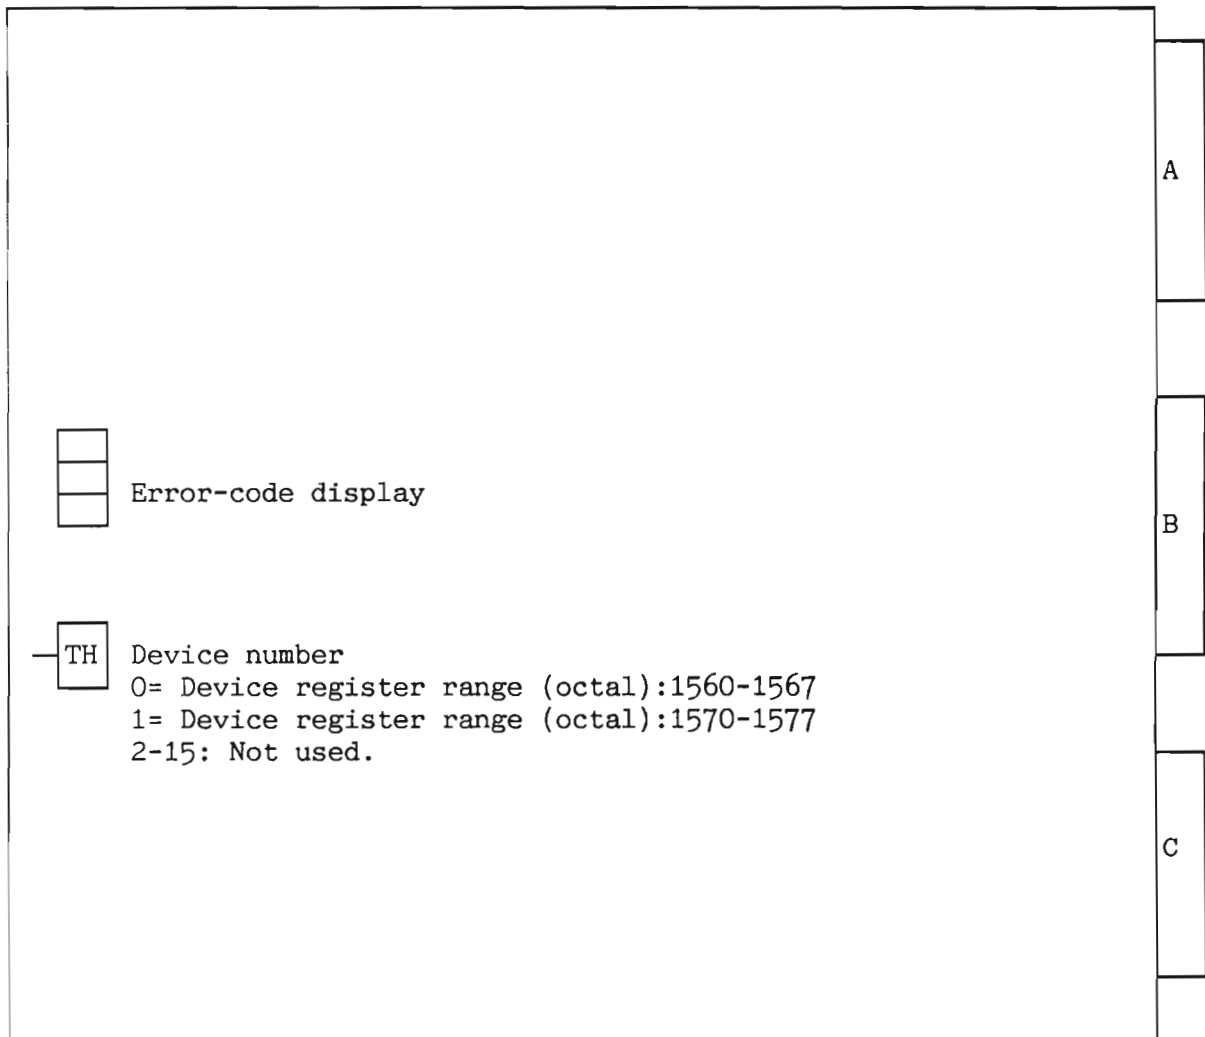 A
Error-code display
B
TH Device number
0= Device register range (octal):1560-1567
1= Device register range (octal):1570-1577
2-15: Not used.
C